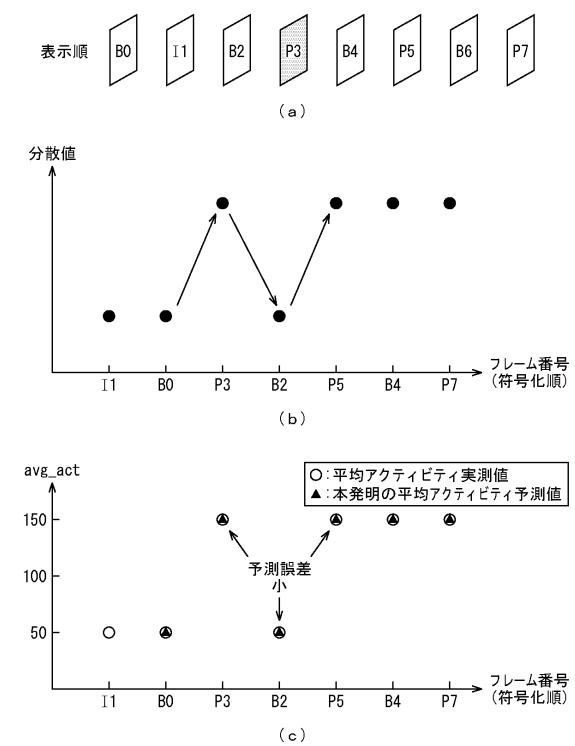 表示順 B0 I1 B2 P3 B4 P5 B6 P7
(a)
分散値
I1 B0 P3 B2 P5 B4 P7
フレーム番号
(符号化順)
(b)
avg_act
○:平均アクティビティ実測値
▲:本発明の平均アクティビティ予測値
150
100
50
予測誤差
小
I1 B0 P3 B2 P5 B4 P7
フレーム番号
(符号化順)
(c)